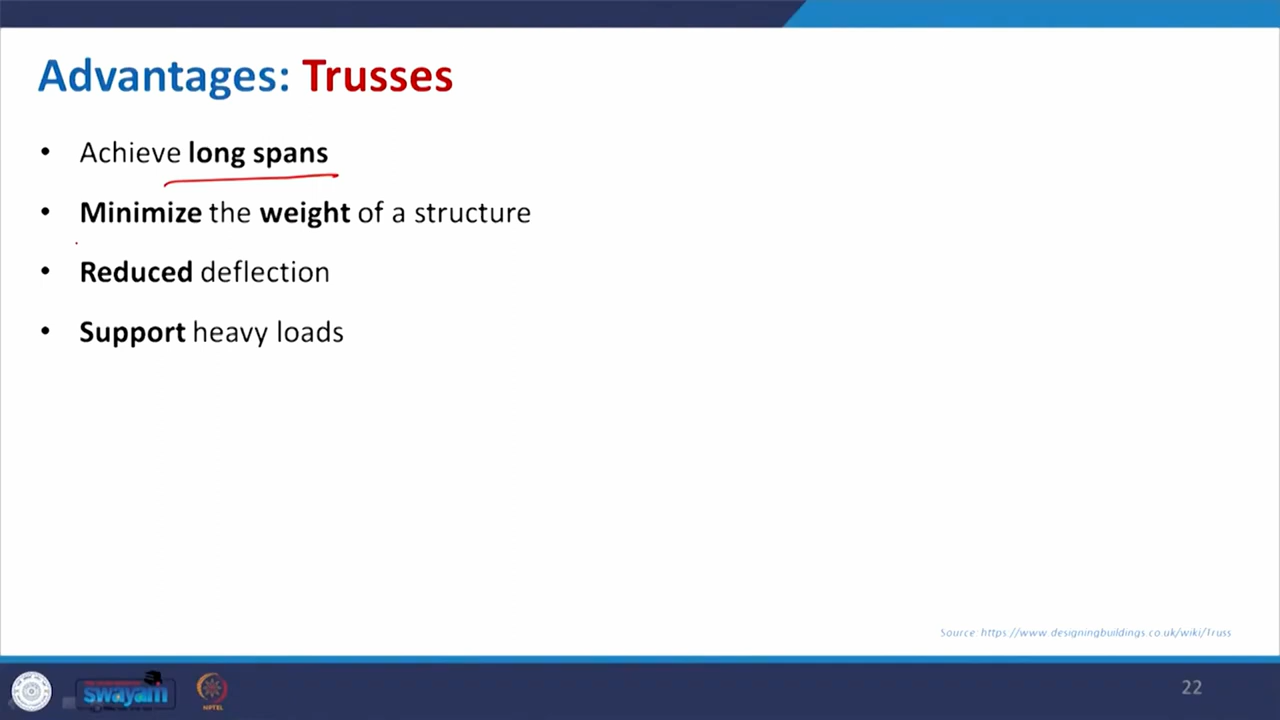 Advantages: Trusses
• Achieve long spans
• Minimize the weight of a structure
• Reduced deflection
• Support heavy loads
Source: https://www.designingbuildings.co.uk/wiki/Truss
swayam
NPTEL
22